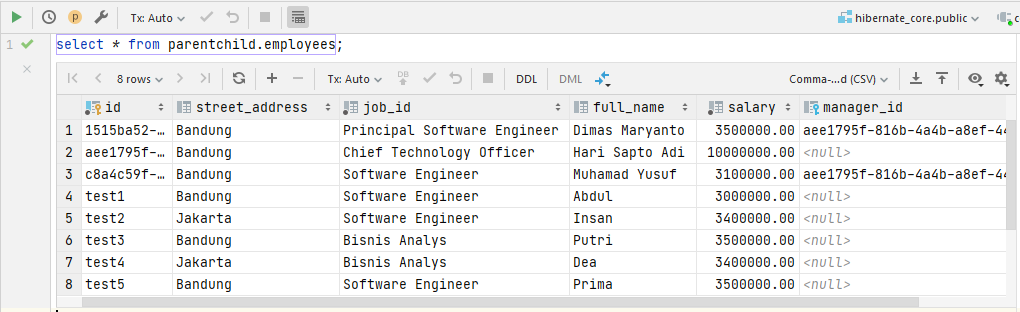 Tx: Auto hibernate_core.public
1 select * from parentchild.employees;
8 rows Tx: Auto DB DDL DML Comma-...d (CSV)
id street_address job_id full_name salary manager_id
1 1515ba52-… Bandung Principal Software Engineer Dimas Maryanto 3500000.00 aee1795f-816b-4a4b-a8ef-44
2 aee1795f-… Bandung Chief Technology Officer Hari Sapto Adi 10000000.00 <null>
3 c8a4c59f-… Bandung Software Engineer Muhamad Yusuf 3100000.00 aee1795f-816b-4a4b-a8ef-44
4 test1 Bandung Software Engineer Abdul 3000000.00 <null>
5 test2 Jakarta Software Engineer Insan 3400000.00 <null>
6 test3 Bandung Bisnis Analys Putri 3500000.00 <null>
7 test4 Jakarta Bisnis Analys Dea 3400000.00 <null>
8 test5 Bandung Software Engineer Prima 3500000.00 <null>